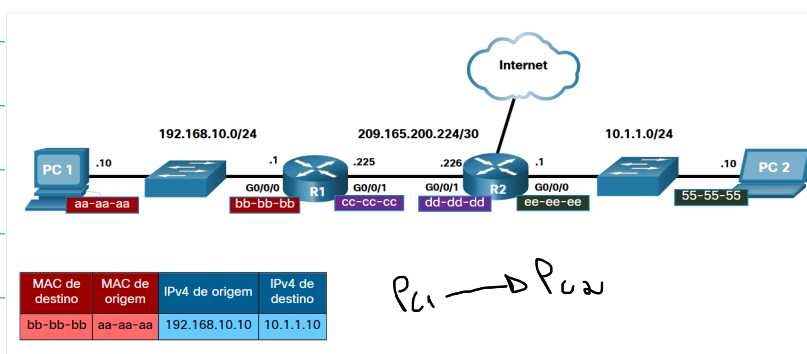 Internet
192.168.10.0/24
209.165.200.224/30
10.1.1.0/24
PC 1
.10
.1
.225
.226
.1
.10
PC 2
G0/0/0
R1
G0/0/1
G0/0/1
R2
G0/0/0
aa-aa-aa
bb-bb-bb
cc-cc-cc
dd-dd-dd
ee-ee-ee
55-55-55
MAC de destino
MAC de origem
IPv4 de origem
IPv4 de destino
bb-bb-bb
aa-aa-aa
192.168.10.10
10.1.1.10
PC1